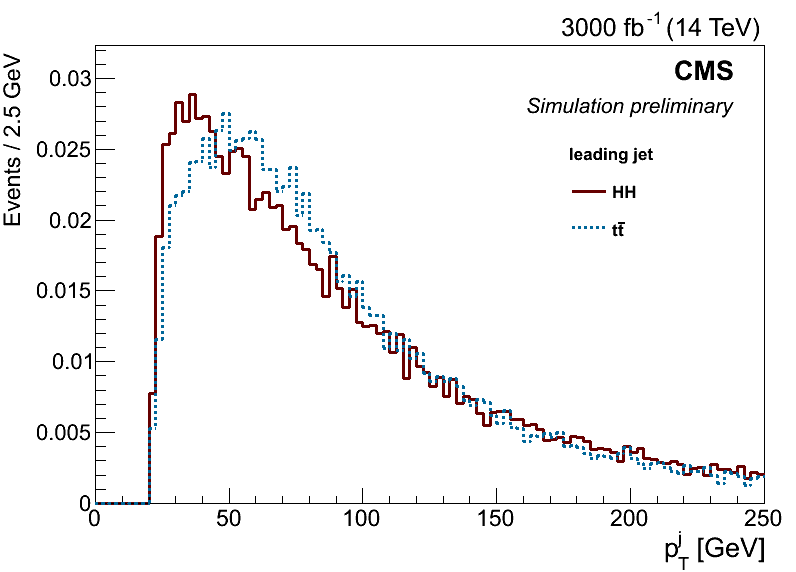 3000 fb⁻¹ (14 TeV)
CMS
Simulation preliminary
leading jet
HH
tt̄
Events / 2.5 GeV
0.03
0.025
0.02
0.015
0.01
0.005
0
0 50 100 150 200 250
p_T^j [GeV]